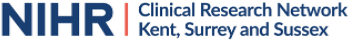 NIHR
Clinical Research Network
Kent, Surrey and Sussex